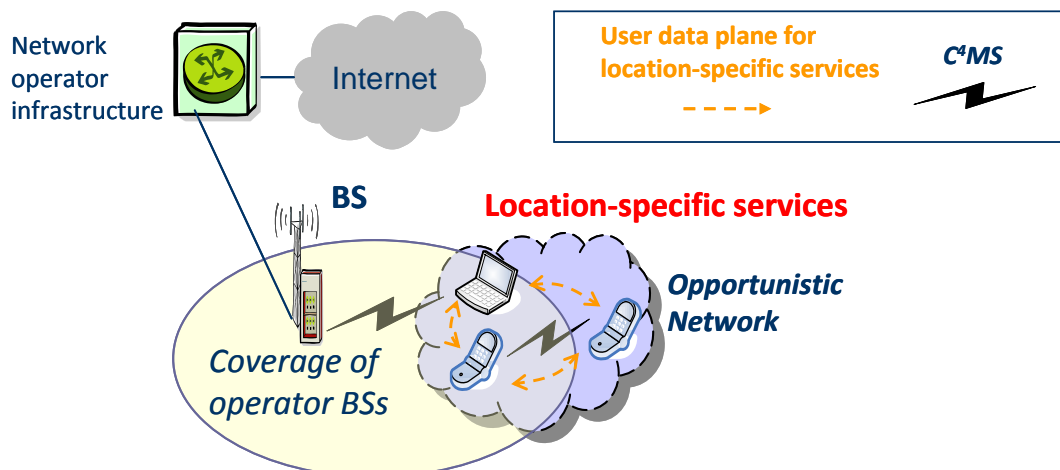 Network
operator
infrastructure
Internet
User data plane for
location-specific services
C⁴MS
BS
Location-specific services
Opportunistic
Network
Coverage of
operator BSs